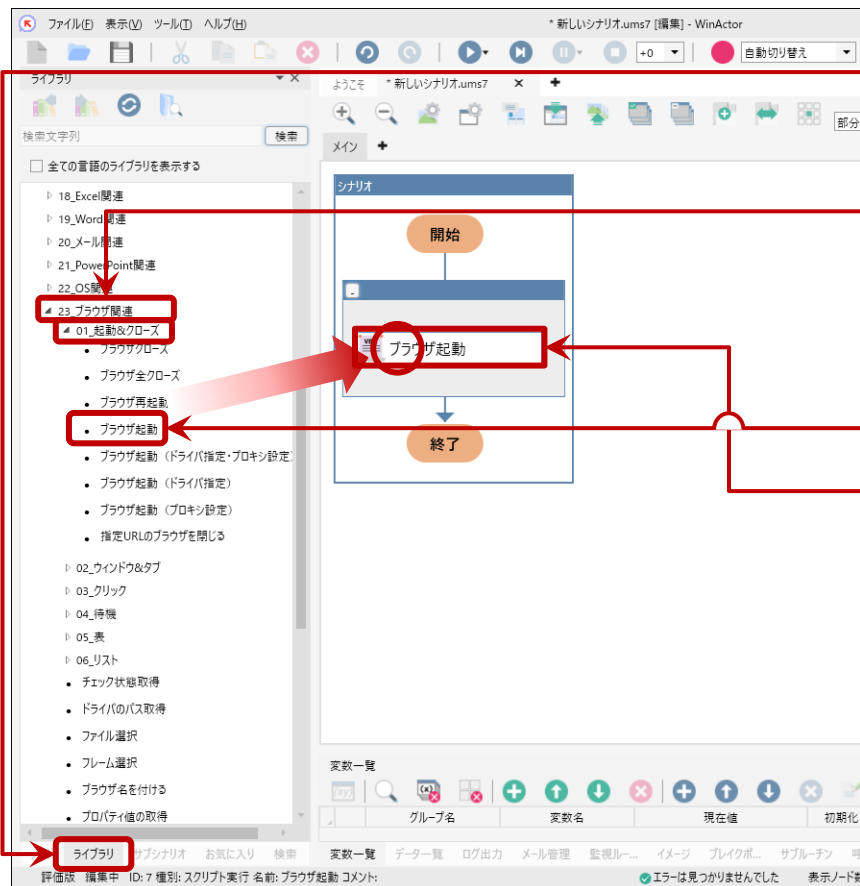 ファイル(F) 表示(V) ツール(T) ヘルプ(H)
* 新しいシナリオ.ums7 [編集] - WinActor
+0
自動切り替え
ライブラリ
ようこそ
* 新しいシナリオ.ums7
検索文字列
検索
部分
全ての言語のライブラリを表示する
メイン
18_Excel関連
19_Word関連
20_メール関連
21_PowerPoint関連
22_OS関連
23_ブラウザ関連
01_起動&クローズ
ブラウザクローズ
ブラウザ全クローズ
ブラウザ再起動
ブラウザ起動
ブラウザ起動（ドライバ指定・プロキシ設定
ブラウザ起動（ドライバ指定）
ブラウザ起動（プロキシ設定）
指定URLのブラウザを閉じる
02_ウィンドウ&タブ
03_クリック
04_待機
05_表
06_リスト
チェック状態取得
ドライバのパス取得
ファイル選択
フレーム選択
ブラウザ名を付ける
プロパティ値の取得
シナリオ
開始
ブラウザ起動
終了
変数一覧
グループ名 変数名 現在値 初期化
ライブラリ サブシナリオ お気に入り 検索
変数一覧 データ一覧 ログ出力 メール管理 監視ルー... イメージ ブレイクポ... サブルーチン
評価版 編集中 ID: 7 種別: スクリプト実行 名前: ブラウザ起動 コメント:
エラーは見つかりませんでした 表示ノード数